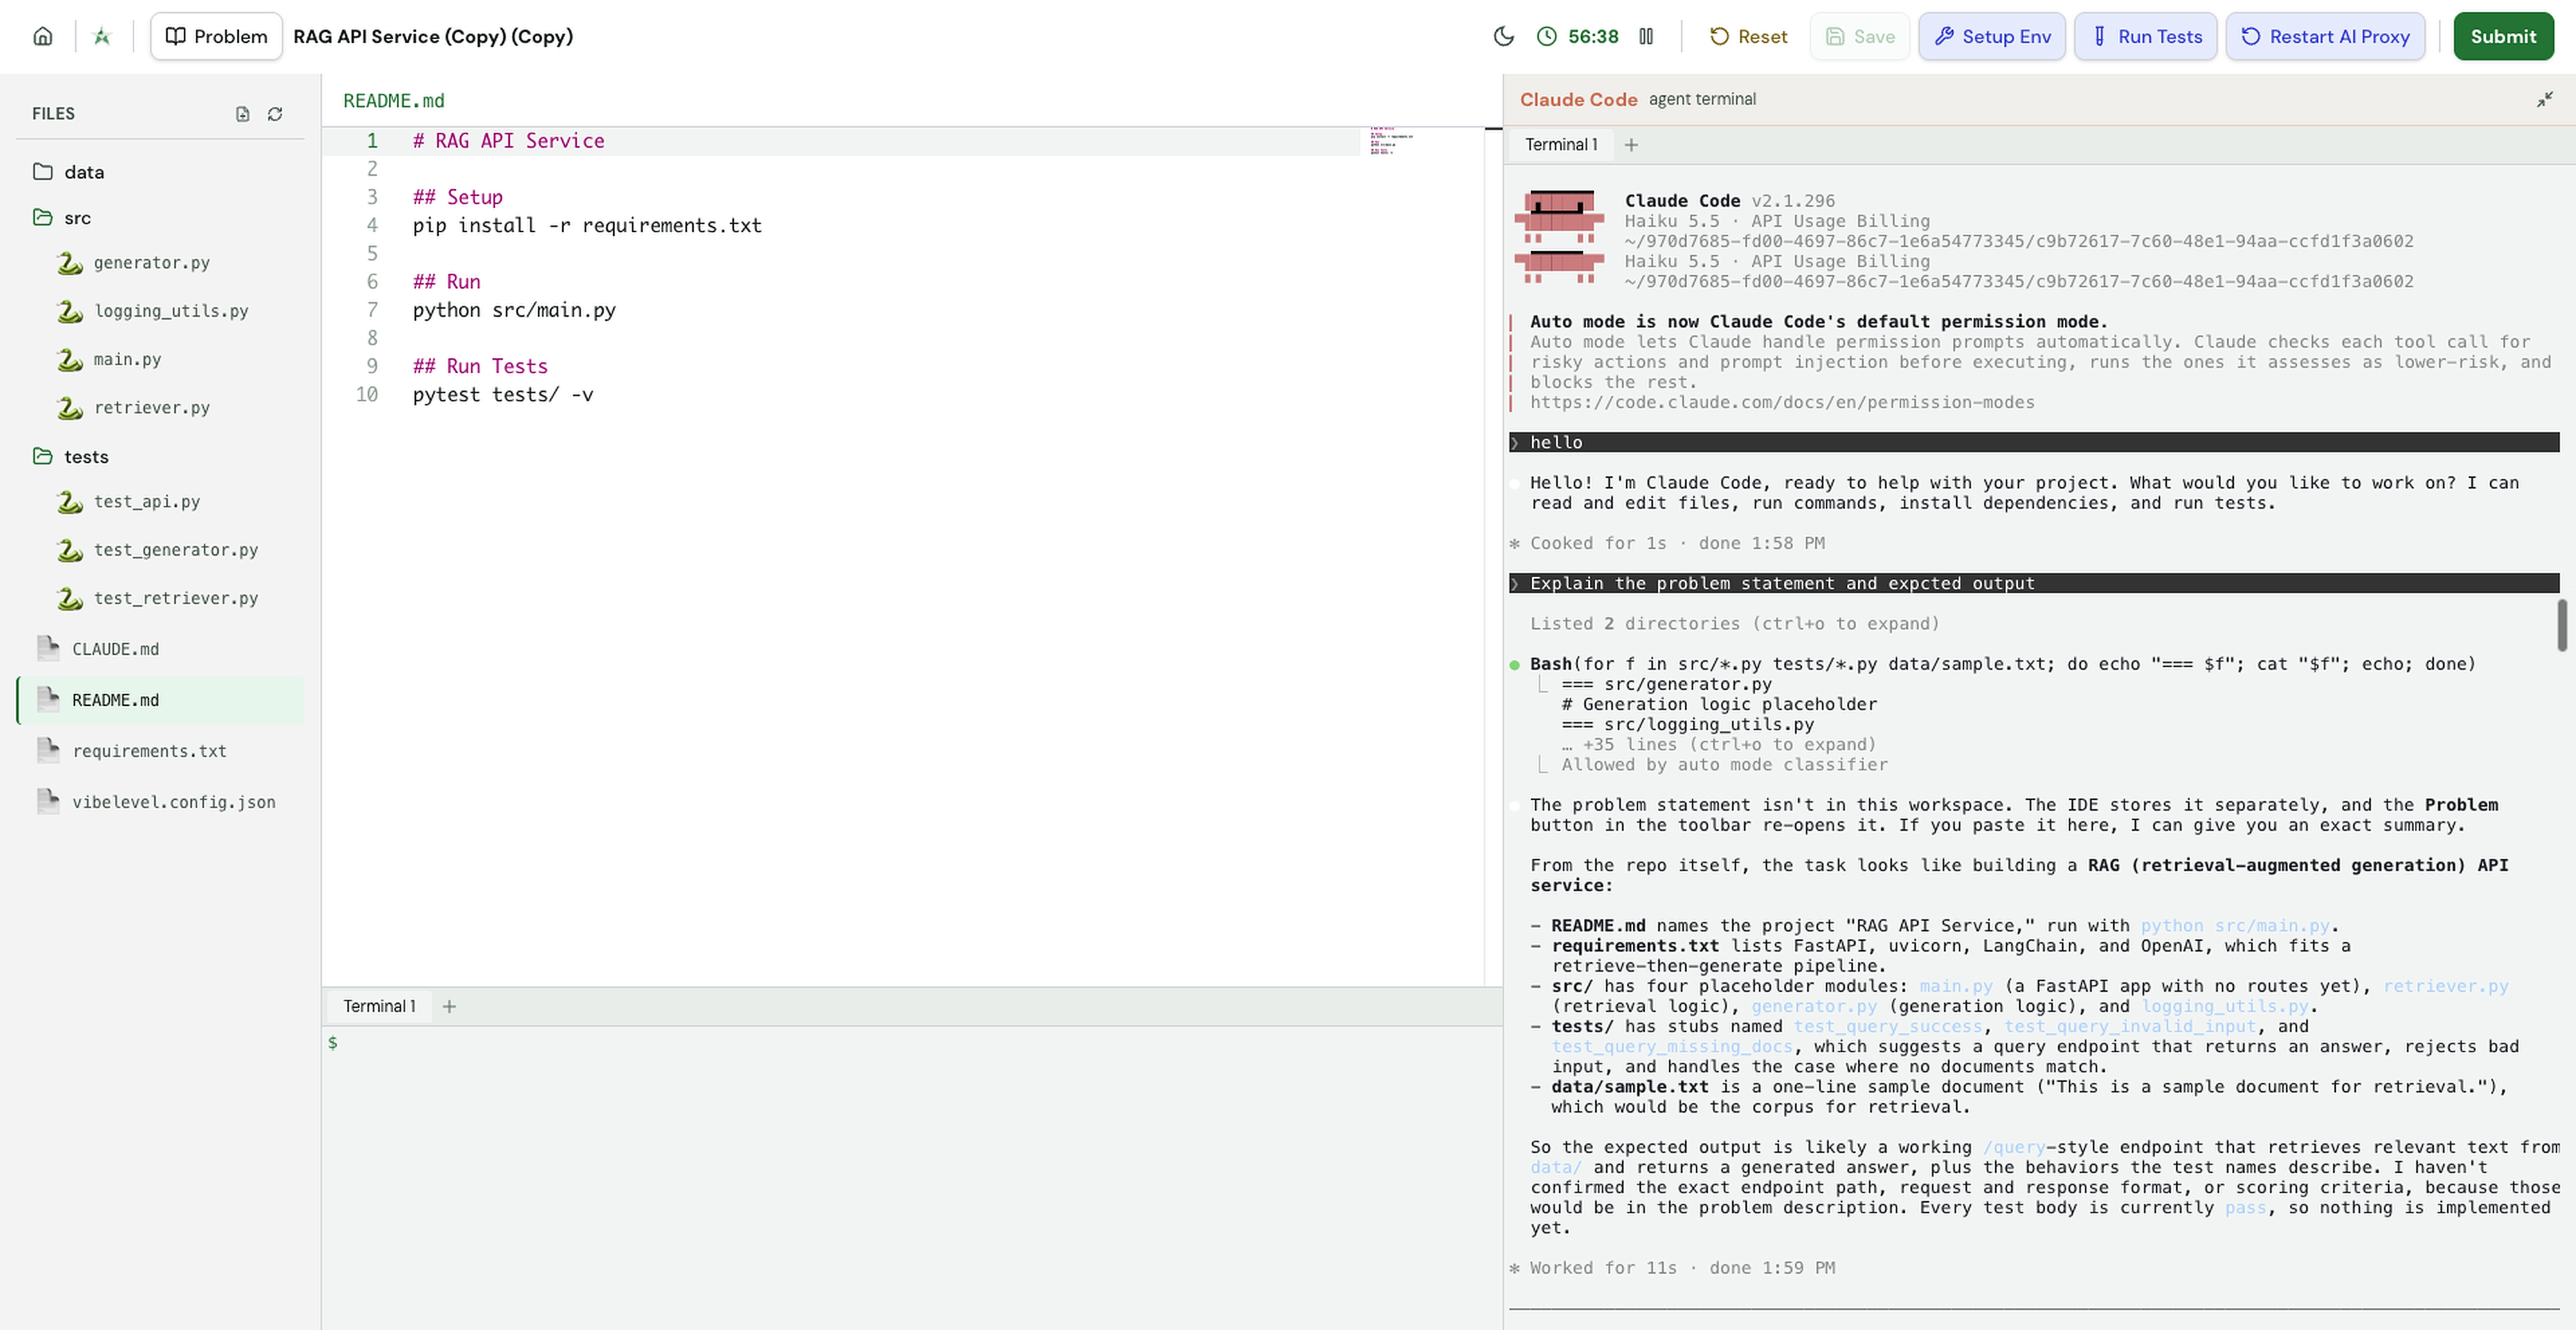 Problem
RAG API Service (Copy) (Copy)
56:38
Reset
Save
Setup Env
Run Tests
Restart AI Proxy
Submit
FILES
data
src
generator.py
logging_utils.py
main.py
retriever.py
tests
test_api.py
test_generator.py
test_retriever.py
CLAUDE.md
README.md
requirements.txt
vibelevel.config.json
README.md
1 # RAG API Service
2
3 ## Setup
4 pip install -r requirements.txt
5
6 ## Run
7 python src/main.py
8
9 ## Run Tests
10 pytest tests/ -v
Terminal 1 +
$
Claude Code agent terminal
Terminal 1 +
Claude Code v2.1.296
Haiku 5.5 · API Usage Billing
~/970d7685-fd00-4697-86c7-1e6a54773345/c9b72617-7c60-48e1-94aa-ccfd1f3a0602
Haiku 5.5 · API Usage Billing
~/970d7685-fd00-4697-86c7-1e6a54773345/c9b72617-7c60-48e1-94aa-ccfd1f3a0602
Auto mode is now Claude Code's default permission mode.
Auto mode lets Claude handle permission prompts automatically. Claude checks each tool call for
risky actions and prompt injection before executing, runs the ones it assesses as lower-risk, and
blocks the rest.
https://code.claude.com/docs/en/permission-modes
❯ hello
Hello! I'm Claude Code, ready to help with your project. What would you like to work on? I can
read and edit files, run commands, install dependencies, and run tests.
✻ Cooked for 1s · done 1:58 PM
❯ Explain the problem statement and expcted output
Listed 2 directories (ctrl+o to expand)
● Bash(for f in src/*.py tests/*.py data/sample.txt; do echo "=== $f"; cat "$f"; echo; done)
⎿ === src/generator.py
# Generation logic placeholder
=== src/logging_utils.py
… +35 lines (ctrl+o to expand)
⎿ Allowed by auto mode classifier
The problem statement isn't in this workspace. The IDE stores it separately, and the Problem
button in the toolbar re-opens it. If you paste it here, I can give you an exact summary.
From the repo itself, the task looks like building a RAG (retrieval-augmented generation) API
service:
- README.md names the project "RAG API Service," run with python src/main.py.
- requirements.txt lists FastAPI, uvicorn, LangChain, and OpenAI, which fits a
retrieve-then-generate pipeline.
- src/ has four placeholder modules: main.py (a FastAPI app with no routes yet), retriever.py
(retrieval logic), generator.py (generation logic), and logging_utils.py.
- tests/ has stubs named test_query_success, test_query_invalid_input, and
test_query_missing_docs, which suggests a query endpoint that returns an answer, rejects bad
input, and handles the case where no documents match.
- data/sample.txt is a one-line sample document ("This is a sample document for retrieval."),
which would be the corpus for retrieval.
So the expected output is likely a working /query-style endpoint that retrieves relevant text from
data/ and returns a generated answer, plus the behaviors the test names describe. I haven't
confirmed the exact endpoint path, request and response format, or scoring criteria, because those
would be in the problem description. Every test body is currently pass, so nothing is implemented
yet.
✻ Worked for 11s · done 1:59 PM